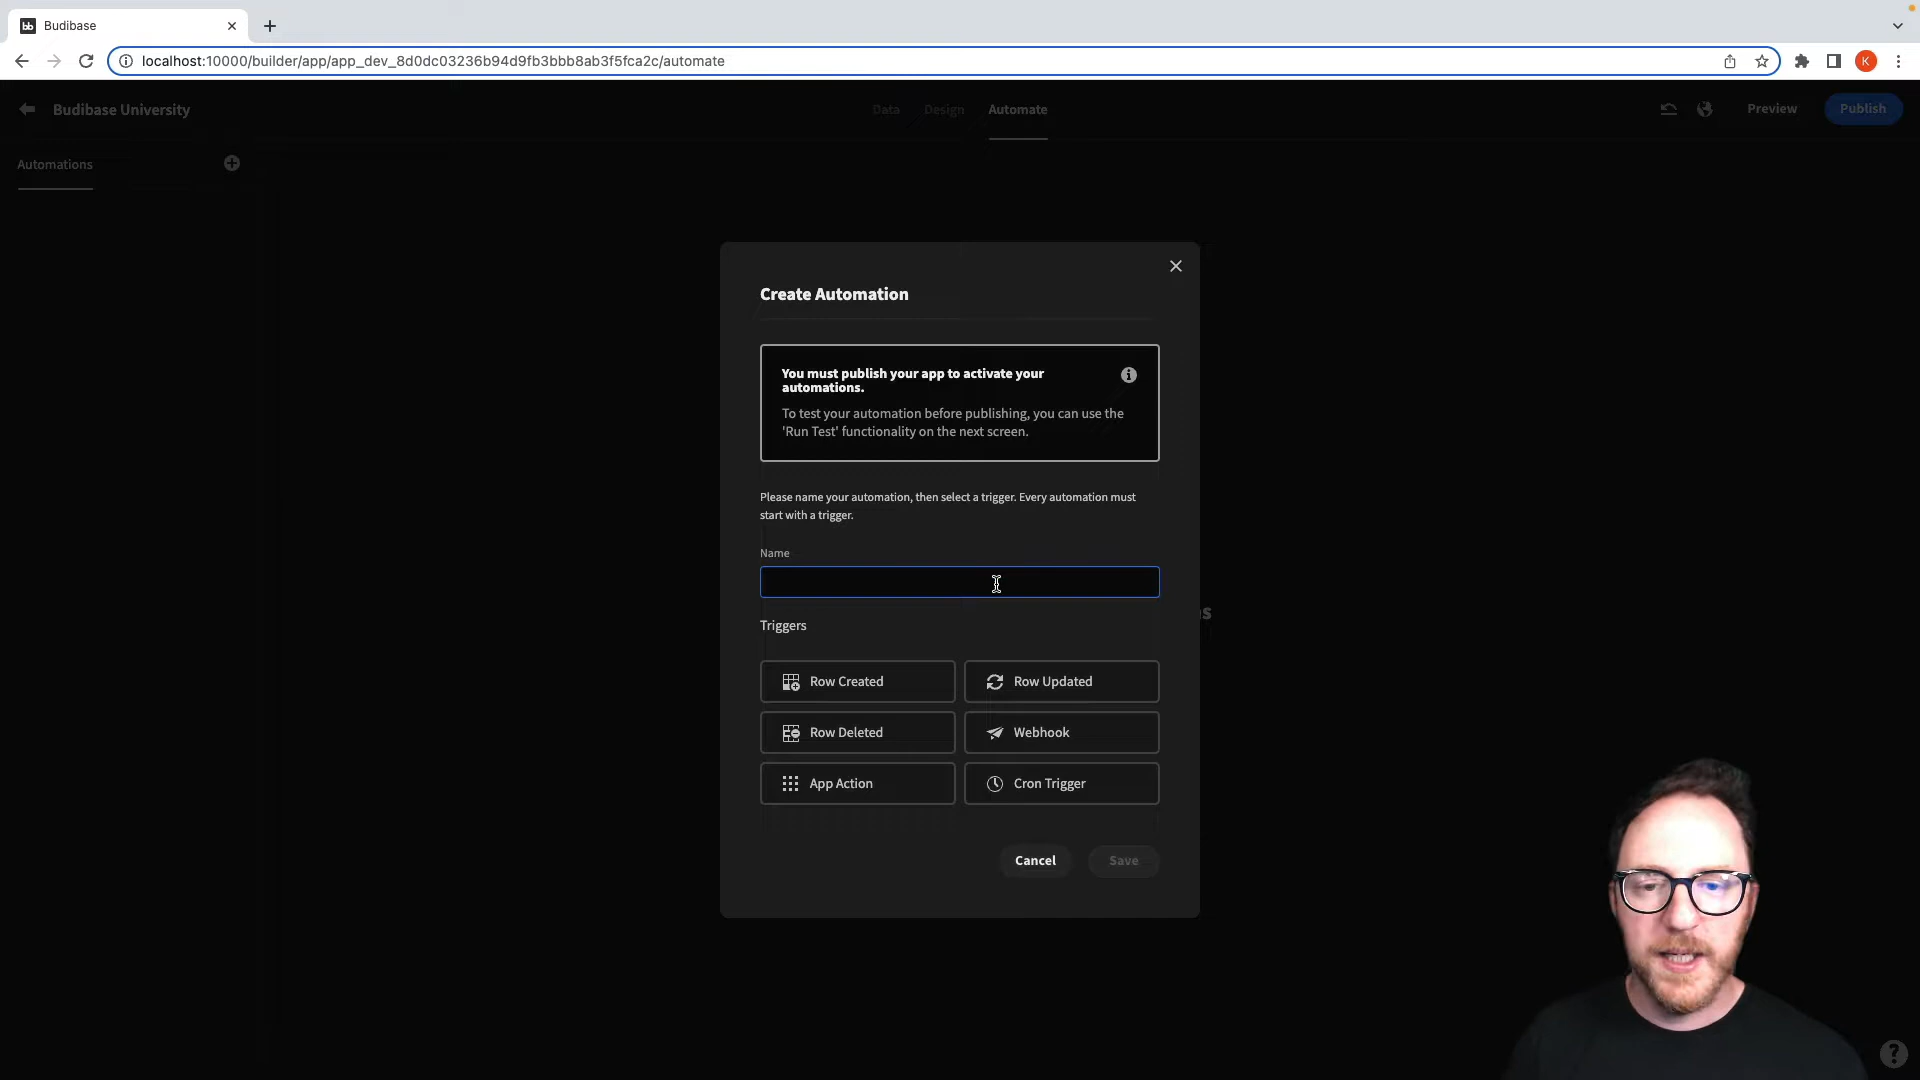 Budibase
localhost:10000/builder/app/app_dev_8d0dc03236b94d9fb3bbb8ab3f5fca2c/automate
K
Budibase University
Data
Design
Automate
Preview
Publish
Automations
Create Automation
You must publish your app to activate your
automations.
To test your automation before publishing, you can use the
'Run Test' functionality on the next screen.
Please name your automation, then select a trigger. Every automation must
start with a trigger.
Name
Triggers
Row Created
Row Updated
Row Deleted
Webhook
App Action
Cron Trigger
Cancel
Save